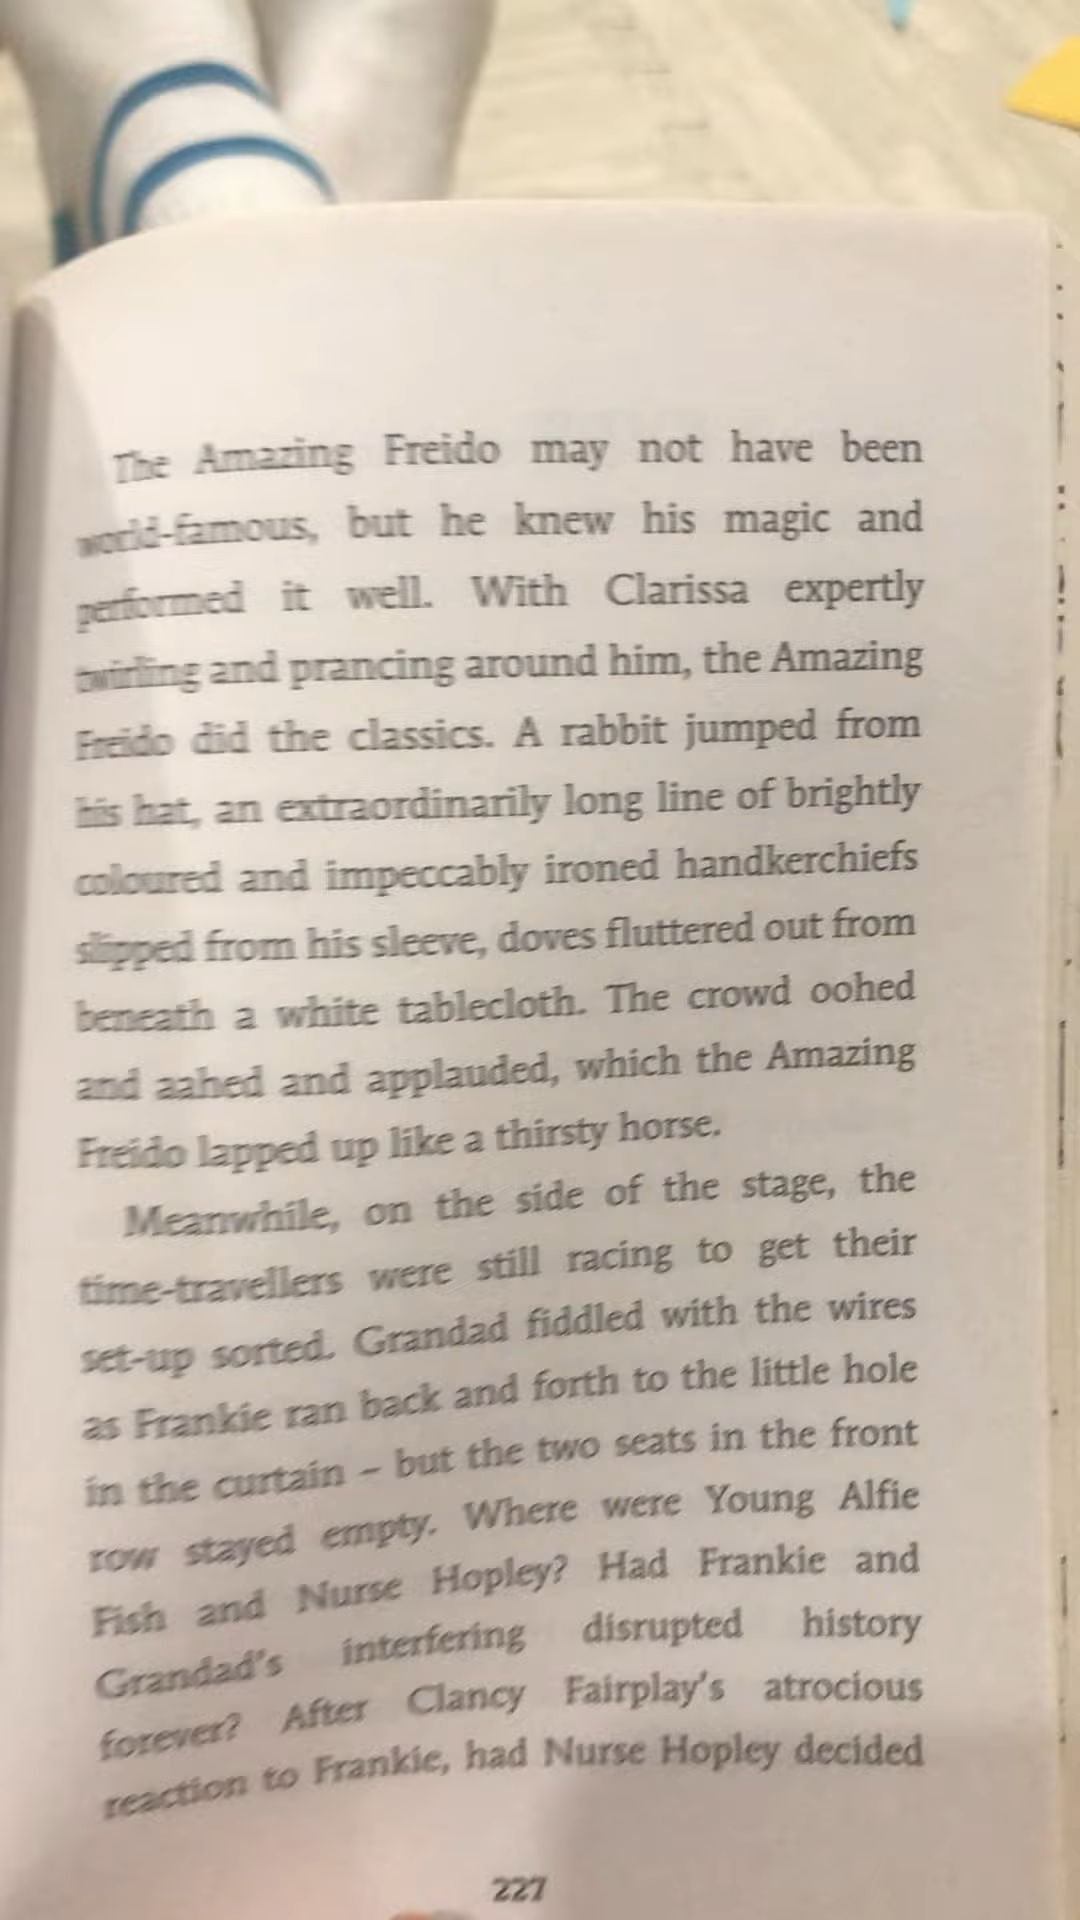 The Amazing Freido may not have been
world-famous, but he knew his magic and
performed it well. With Clarissa expertly
twirling and prancing around him, the Amazing
Freido did the classics. A rabbit jumped from
his hat, an extraordinarily long line of brightly
coloured and impeccably ironed handkerchiefs
slipped from his sleeve, doves fluttered out from
beneath a white tablecloth. The crowd oohed
and aahed and applauded, which the Amazing
Freido lapped up like a thirsty horse.
Meanwhile, on the side of the stage, the
time-travellers were still racing to get their
set-up sorted. Grandad fiddled with the wires
as Frankie ran back and forth to the little hole
in the curtain – but the two seats in the front
row stayed empty. Where were Young Alfie
Fish and Nurse Hopley? Had Frankie and
Grandad's interfering disrupted history
forever? After Clancy Fairplay's atrocious
reaction to Frankie, had Nurse Hopley decided
227